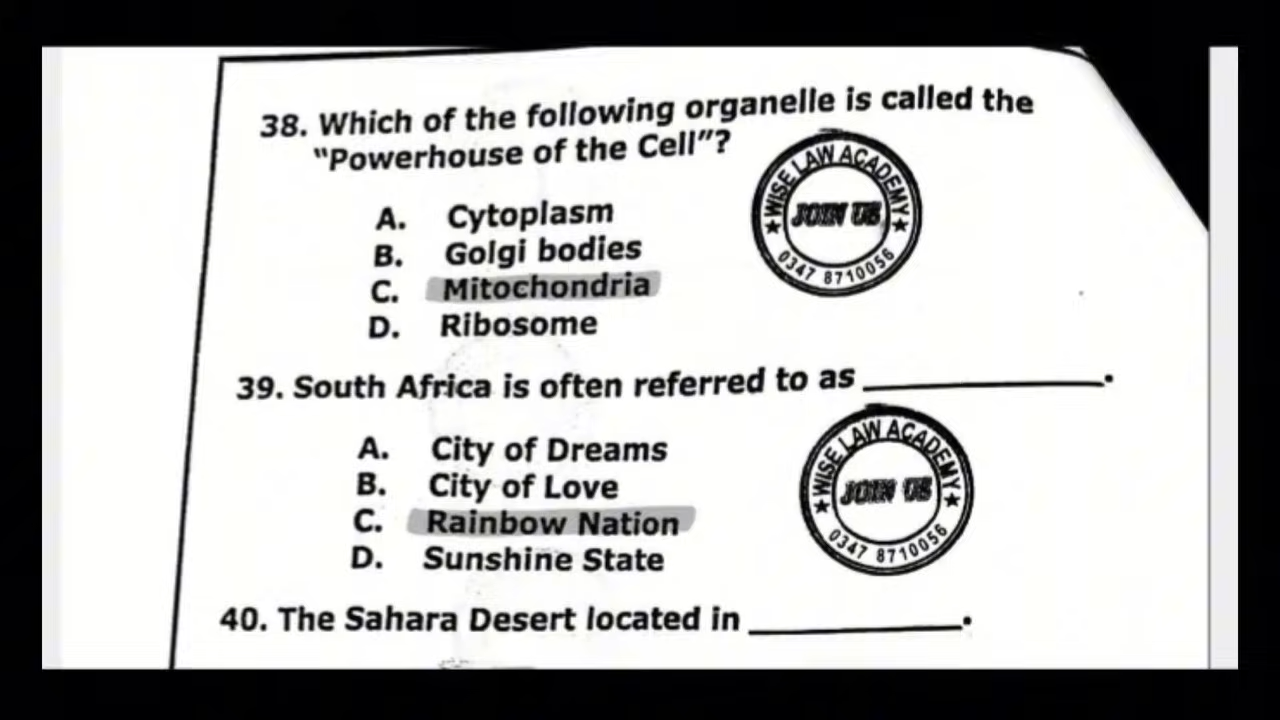 38. Which of the following organelle is called the
"Powerhouse of the Cell"?
WISE LAW ACADEMY
JOIN US
0347 8710056
A. Cytoplasm
B. Golgi bodies
C. Mitochondria
D. Ribosome
39. South Africa is often referred to as ____________.
A. City of Dreams
B. City of Love
C. Rainbow Nation
D. Sunshine State
WISE LAW ACADEMY
JOIN US
0347 8710056
40. The Sahara Desert located in ____________.